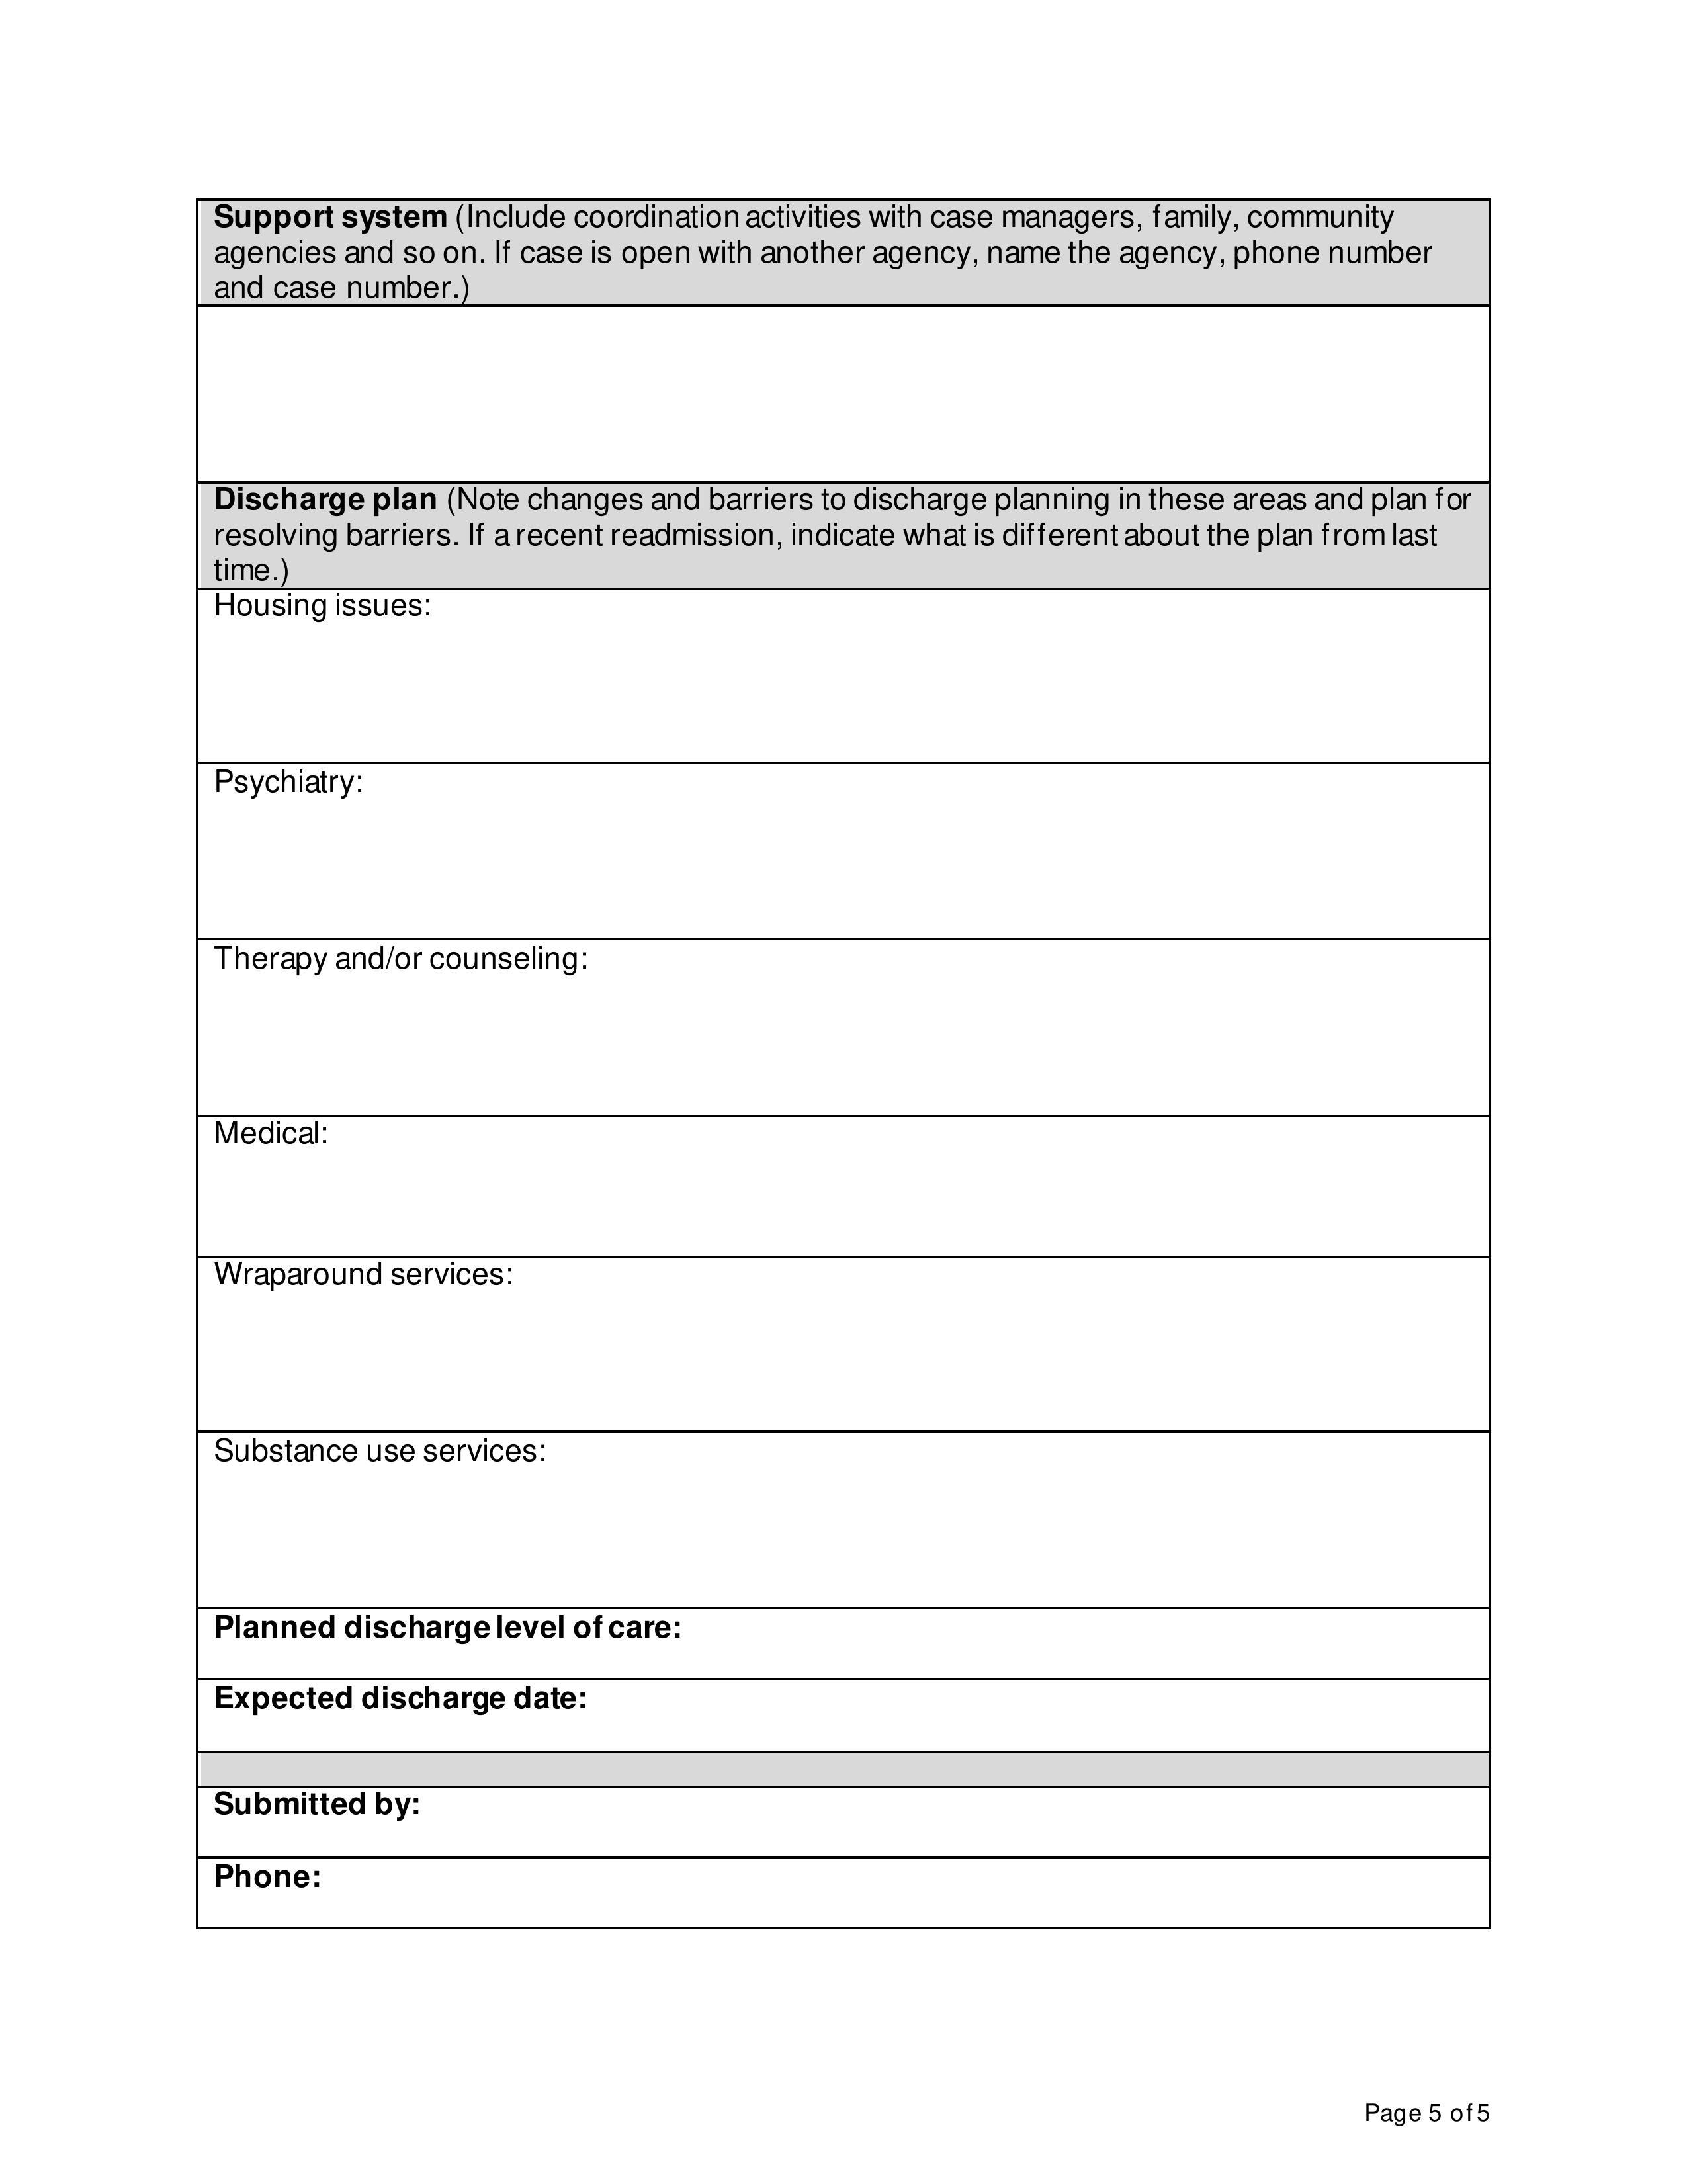 Support system (Include coordination activities with case managers, family, community
agencies and so on. If case is open with another agency, name the agency, phone number
and case number.)
Discharge plan (Note changes and barriers to discharge planning in these areas and plan for
resolving barriers. If a recent readmission, indicate what is different about the plan from last
time.)
Housing issues:
Psychiatry:
Therapy and/or counseling:
Medical:
Wraparound services:
Substance use services:
Planned discharge level of care:
Expected discharge date:
Submitted by:
Phone:
Page 5 of 5